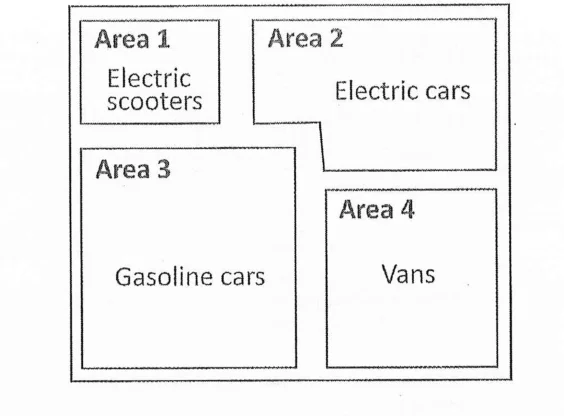 Area 1
Electric
scooters
Area 2
Electric cars
Area 3
Gasoline cars
Area 4
Vans